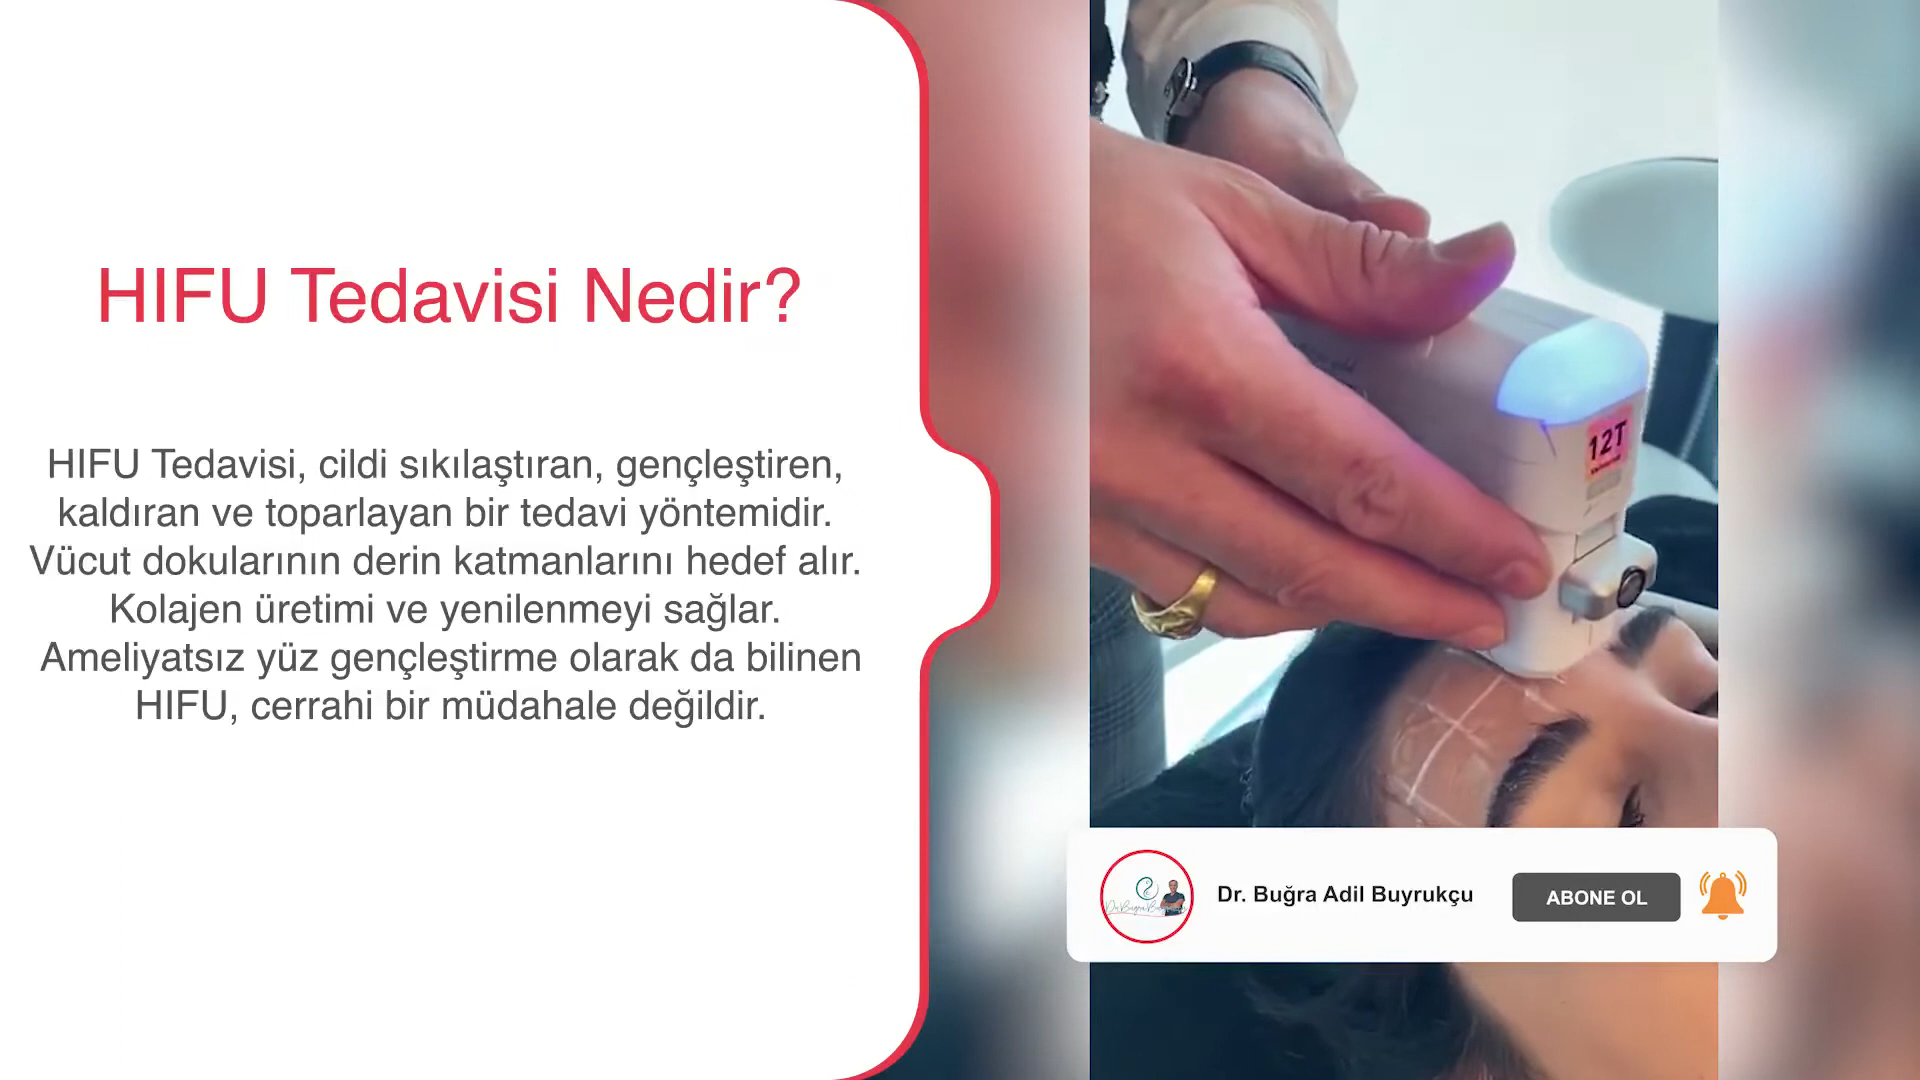 HIFU Tedavisi Nedir?
HIFU Tedavisi, cildi sıkılaştıran, gençleştiren,
kaldıran ve toparlayan bir tedavi yöntemidir.
Vücut dokularının derin katmanlarını hedef alır.
Kolajen üretimi ve yenilenmeyi sağlar.
Ameliyatsız yüz gençleştirme olarak da bilinen
HIFU, cerrahi bir müdahale değildir.
12T
Dr. Buğra Adil Buyrukçu
ABONE OL